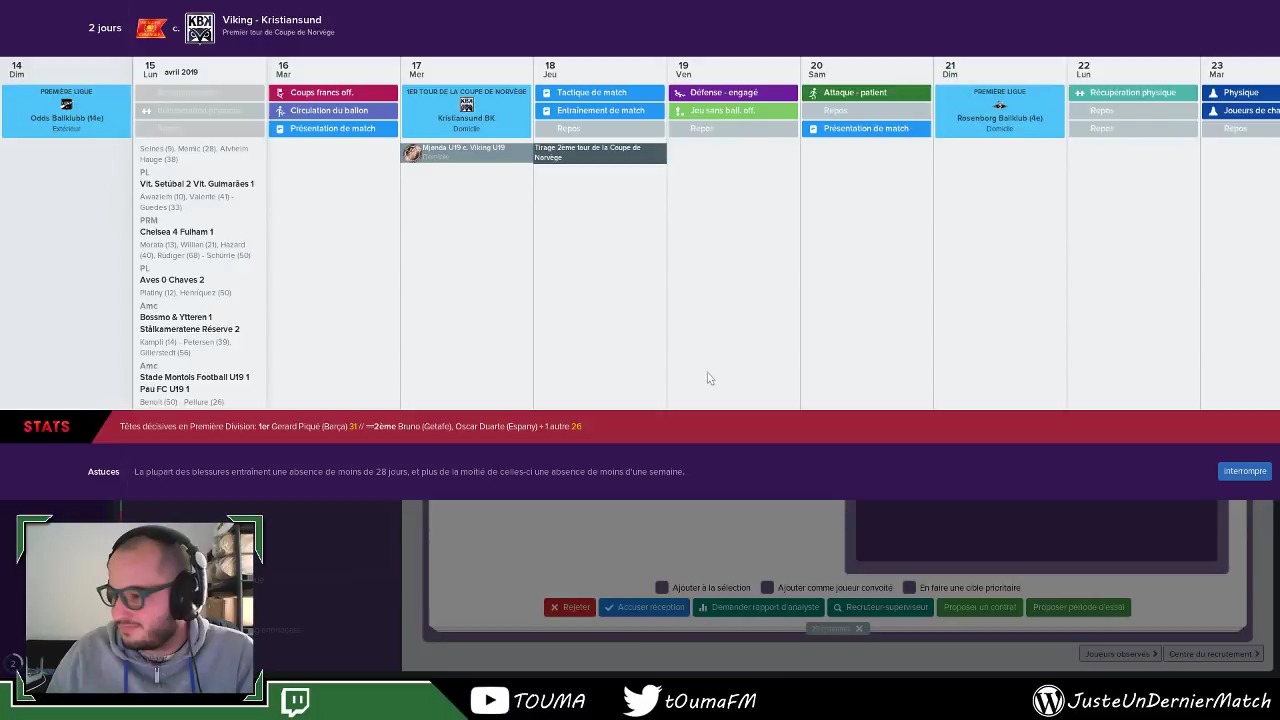 2 jours
c.
KBK
Viking - Kristiansund
Premier tour de Coupe de Norvège
14
Dim
15
Lun
avril 2019
16
Mar
17
Mer
18
Jeu
19
Ven
20
Sam
21
Dim
22
Lun
23
Mar
PREMIÈRE LIGUE
Odds Ballklubb (14e)
Extérieur
Coups francs off.
Circulation du ballon
Présentation de match
1ER TOUR DE LA COUPE DE NORVÈGE
Kristiansund BK
Domicile
Tactique de match
Entraînement de match
Repos
Défense - engagé
Jeu sans ball. off.
Repos
Attaque - patient
Repos
Présentation de match
PREMIÈRE LIGUE
Rosenborg Ballklub (4e)
Domicile
Récupération physique
Repos
Repos
Physique
Joueurs de cha
Repos
Mjønda U19 c. Viking U19
Domicile
Tirage 2ème tour de la Coupe de
Norvège
Selnes (9), Memic (28), Alvheim
Hauge (38)
PL
Vit. Setúbal 2 Vit. Guimarães 1
Awaziem (10), Valente (41) -
Guedes (33)
PRM
Chelsea 4 Fulham 1
Morata (13), Willian (21), Hazard
(40), Rüdiger (68) - Schürrle (50)
PL
Aves 0 Chaves 2
Platiny (12), Henríquez (50)
Amc
Bossmo & Ytteren 1
Stålkameratene Réserve 2
Kampli (14) - Petersen (39),
Gillerstedt (56)
Amc
Stade Montois Football U19 1
Pau FC U19 1
Benoit (50) - Pellure (26)
STATS
Têtes décisives en Première Division: 1er Gerard Piqué (Barça) 31 // ==2ème Bruno (Getafe), Oscar Duarte (Espany) + 1 autre 26
Astuces
La plupart des blessures entraînent une absence de moins de 28 jours, et plus de la moitié de celles-ci une absence de moins d'une semaine.
Interrompre
Ajouter à la sélection
Ajouter comme joueur convoité
En faire une cible prioritaire
Rejeter
Accuser réception
Demander rapport d'analyste
Recruteur-superviseur
Proposer un contrat
Proposer période d'essai
Joueurs observés
Centre du recrutement
2
TOUMA
tOumaFM
JusteUnDernierMatch